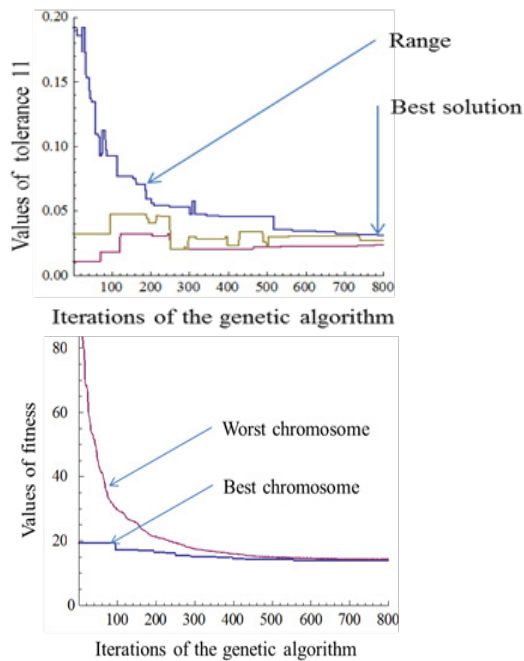 0.20
Range
0.15
Best solution
Values of tolerance 11
0.10
0.05
0.00
0 100 200 300 400 500 600 700 800
Iterations of the genetic algorithm
80
60
Values of fitness
Worst chromosome
40
Best chromosome
20
0
100 200 300 400 500 600 700 800
Iterations of the genetic algorithm